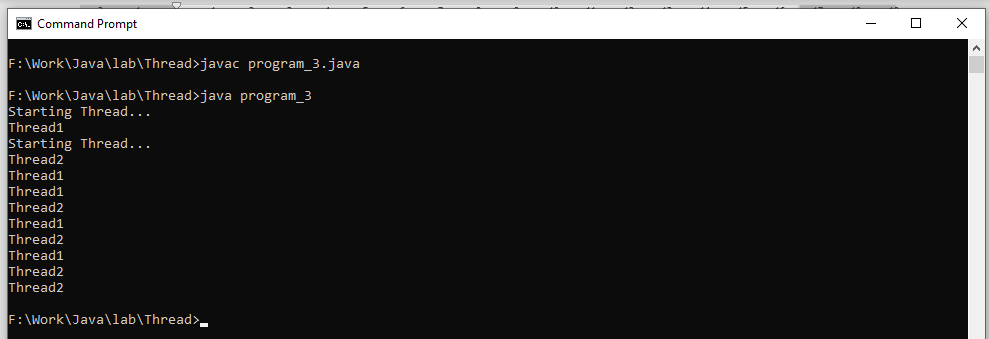 Command Prompt
F:\Work\Java\lab\Thread>javac program_3.java
F:\Work\Java\lab\Thread>java program_3
Starting Thread...
Thread1
Starting Thread...
Thread2
Thread1
Thread1
Thread2
Thread1
Thread2
Thread1
Thread2
Thread2
F:\Work\Java\lab\Thread>